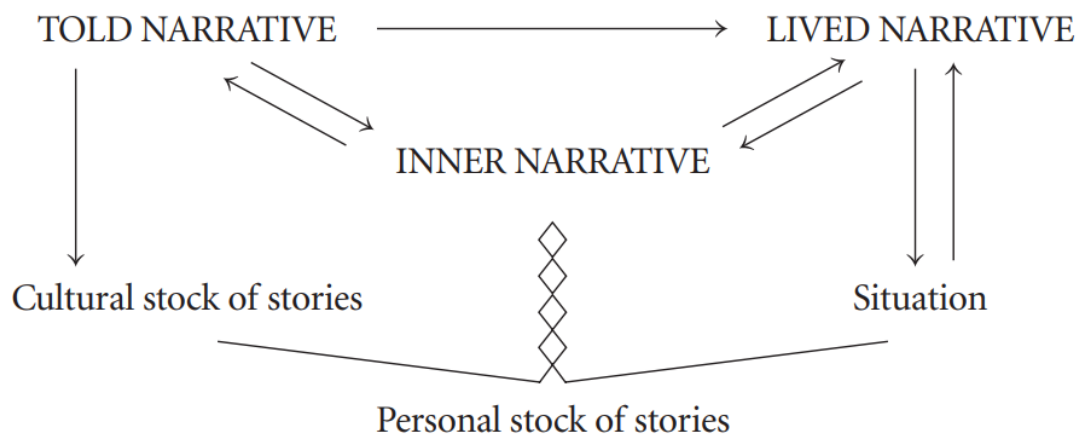 TOLD NARRATIVE
LIVED NARRATIVE
INNER NARRATIVE
Cultural stock of stories
Situation
Personal stock of stories